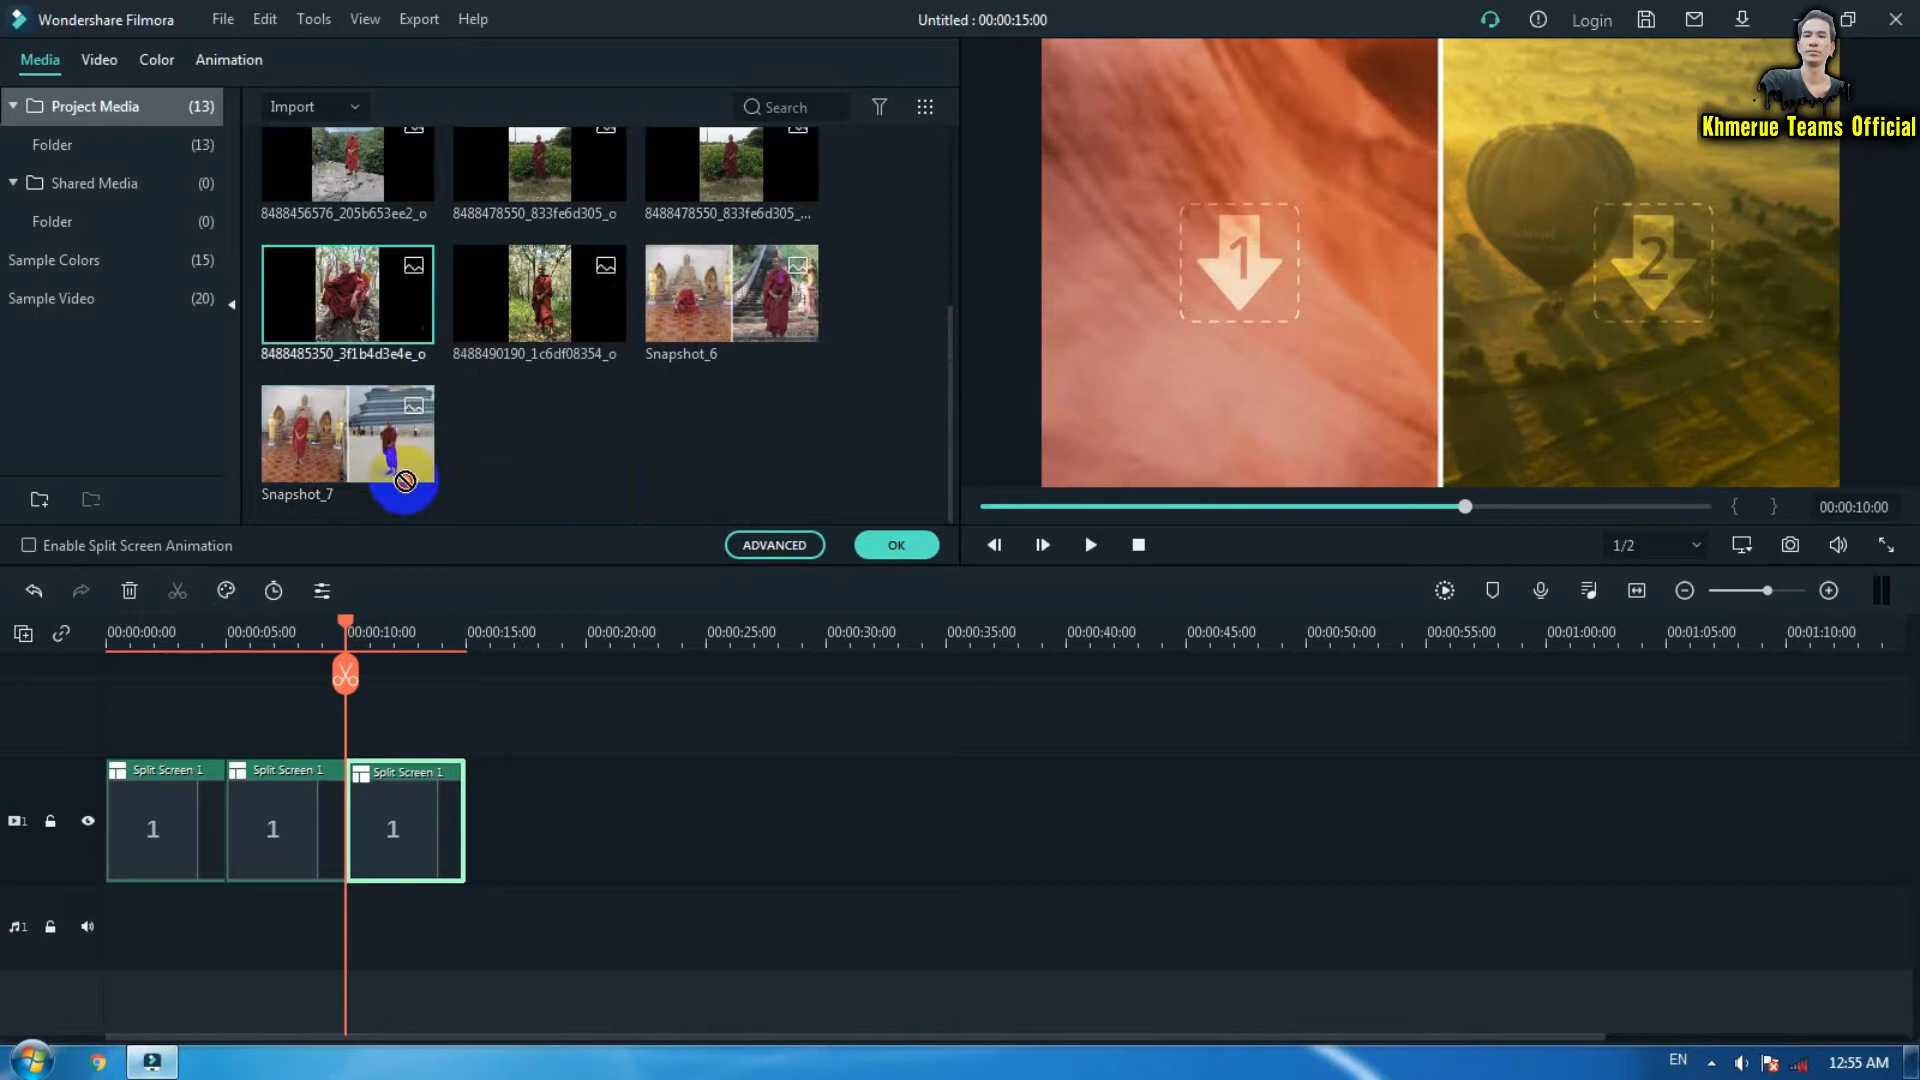 Wondershare Filmora File Edit Tools View Export Help Untitled : 00:00:15:00 Login
Media Video Color Animation
Project Media (13) Import Search
Folder (13)
Shared Media (0)
Folder (0)
Sample Colors (15)
Sample Video (20)
8488456576_205b653ee2_o 8488478550_833fe6d305_o 8488478550_833fe6d305_...
8488485350_3f1b4d3e4e_o 8488490190_1c6df08354_o Snapshot_6
Snapshot_7
1 2
Khmerue Teams Official
{ } 00:00:10:00
Enable Split Screen Animation ADVANCED OK 1/2
00:00:00:00 00:00:05:00 00:00:10:00 00:00:15:00 00:00:20:00 00:00:25:00 00:00:30:00 00:00:35:00 00:00:40:00 00:00:45:00 00:00:50:00 00:00:55:00 00:01:00:00 00:01:05:00 00:01:10:00
Split Screen 1 Split Screen 1 Split Screen 1
1 1 1 1
1
EN 12:55 AM